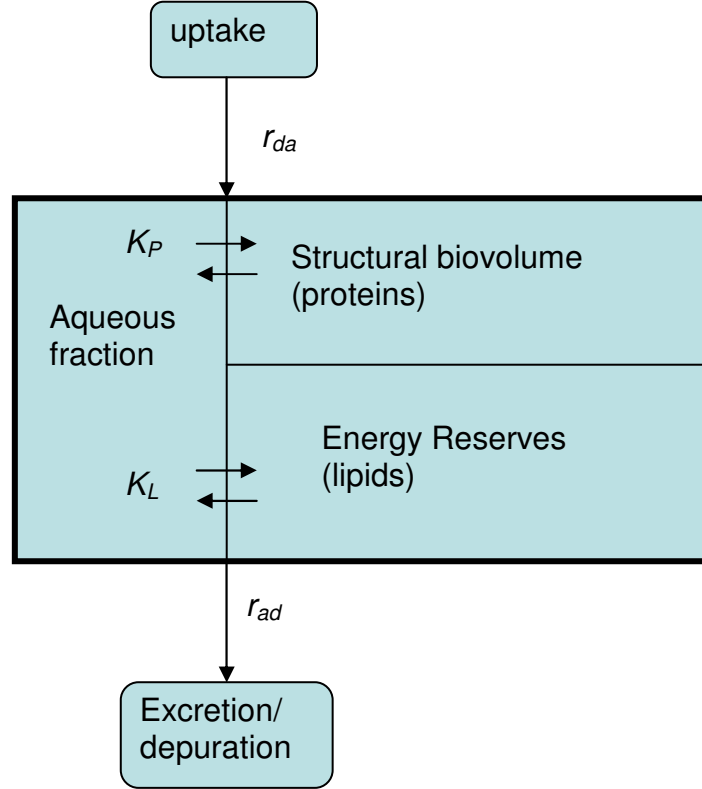 uptake
r_da
K_P
Structural biovolume
(proteins)
Aqueous
fraction
Energy Reserves
(lipids)
K_L
r_ad
Excretion/
depuration